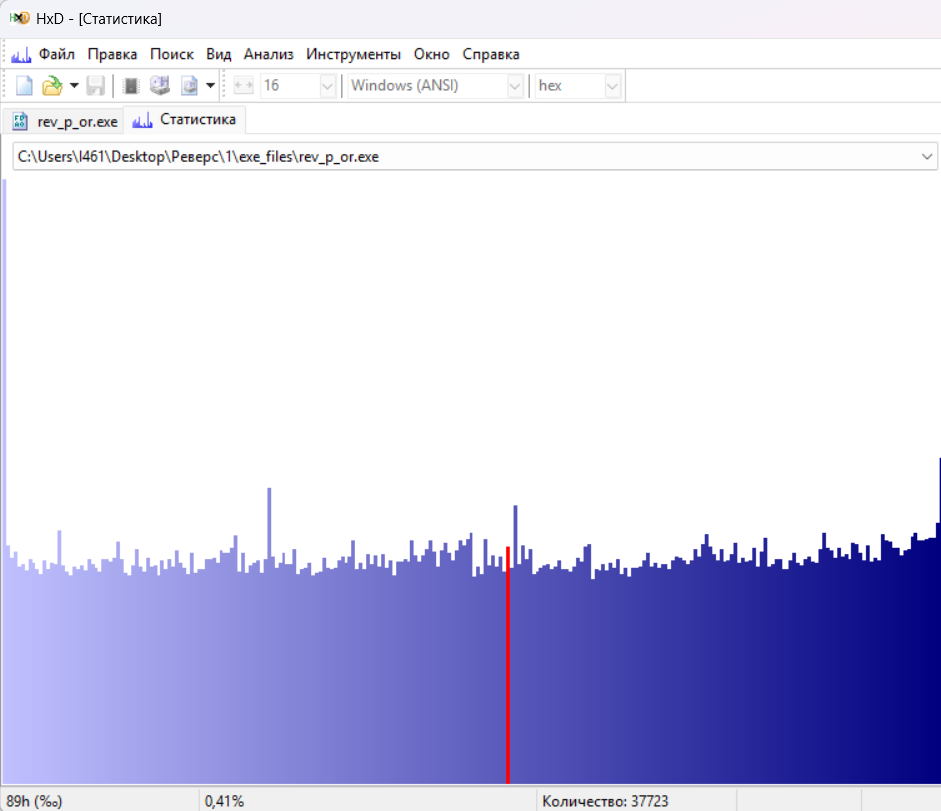 HxD - [Статистика]
Файл Правка Поиск Вид Анализ Инструменты Окно Справка
16 Windows (ANSI) hex
rev_p_or.exe Статистика
C:\Users\l461\Desktop\Реверс\1\exe_files\rev_p_or.exe
89h (‰) 0,41% Количество: 37723